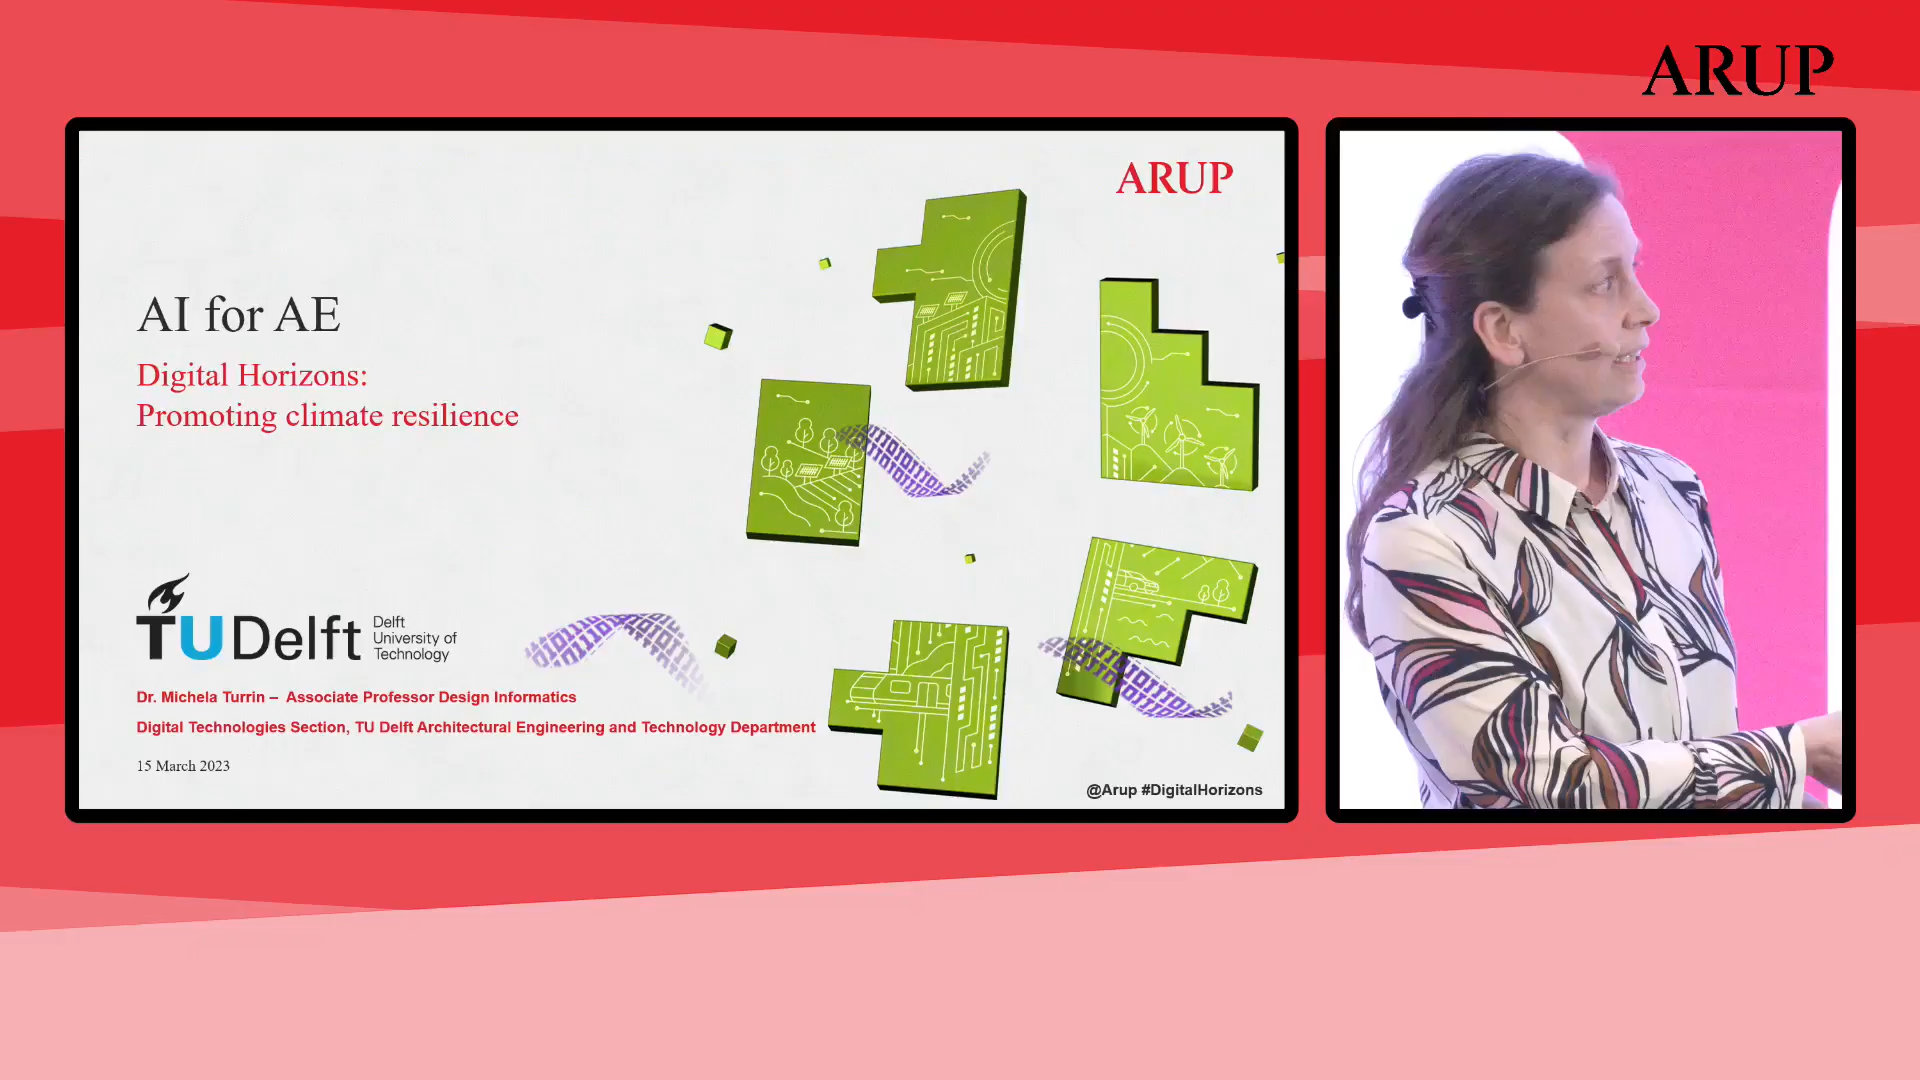 ARUP
ARUP
AI for AE
Digital Horizons:
Promoting climate resilience
TU Delft
Delft
University of
Technology
Dr. Michela Turrin – Associate Professor Design Informatics
Digital Technologies Section, TU Delft Architectural Engineering and Technology Department
15 March 2023
@Arup #DigitalHorizons